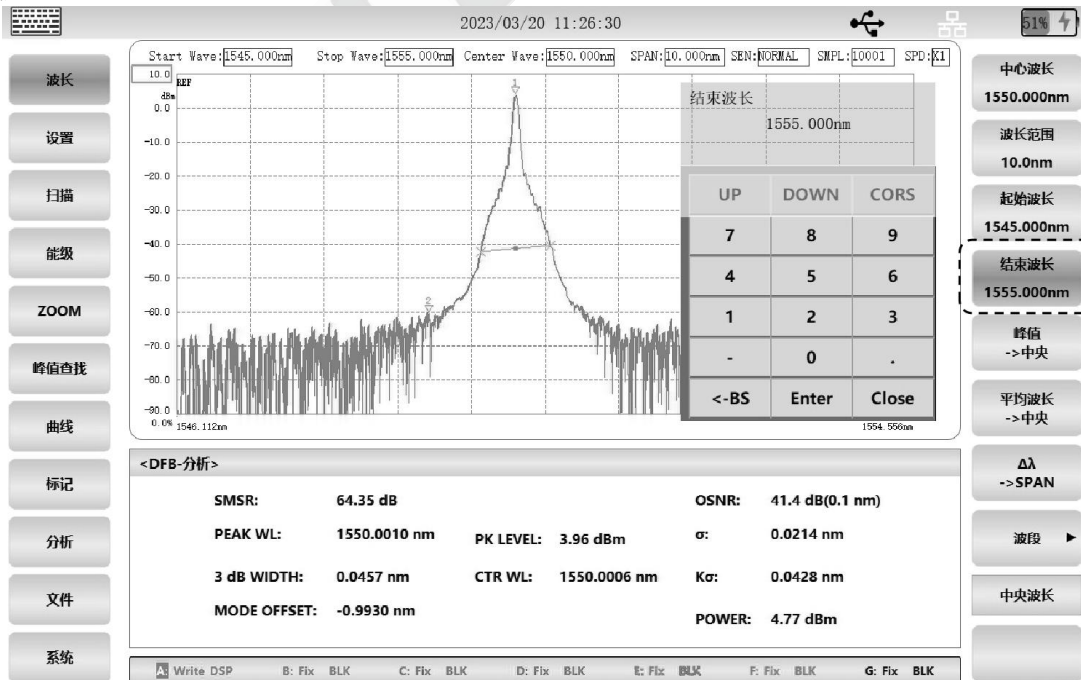 2023/03/20 11:26:30
51%
波长
设置
扫描
能级
ZOOM
峰值查找
曲线
标记
分析
文件
系统
Start Wave:1545.000nm Stop Wave:1555.000nm Center Wave:1550.000nm SPAN:10.000nm SEN:NORMAL SMPL:10001 SPD:X1
10.0
REF
dBm
0.0
-10.0
-20.0
-30.0
-40.0
-50.0
-60.0
-70.0
-80.0
-90.0
0.0%
1546.112nm
1554.556nm
1
2
结束波长
1555.000nm
UP DOWN CORS
7 8 9
4 5 6
1 2 3
- 0 .
<-BS Enter Close
<DFB-分析>
SMSR: 64.35 dB OSNR: 41.4 dB(0.1 nm)
PEAK WL: 1550.0010 nm PK LEVEL: 3.96 dBm σ: 0.0214 nm
3 dB WIDTH: 0.0457 nm CTR WL: 1550.0006 nm Kσ: 0.0428 nm
MODE OFFSET: -0.9930 nm POWER: 4.77 dBm
A: Write DSP B: Fix BLK C: Fix BLK D: Fix BLK E: Fix BLK F: Fix BLK G: Fix BLK
中心波长
1550.000nm
波长范围
10.0nm
起始波长
1545.000nm
结束波长
1555.000nm
峰值
->中央
平均波长
->中央
Δλ
->SPAN
波段
中央波长